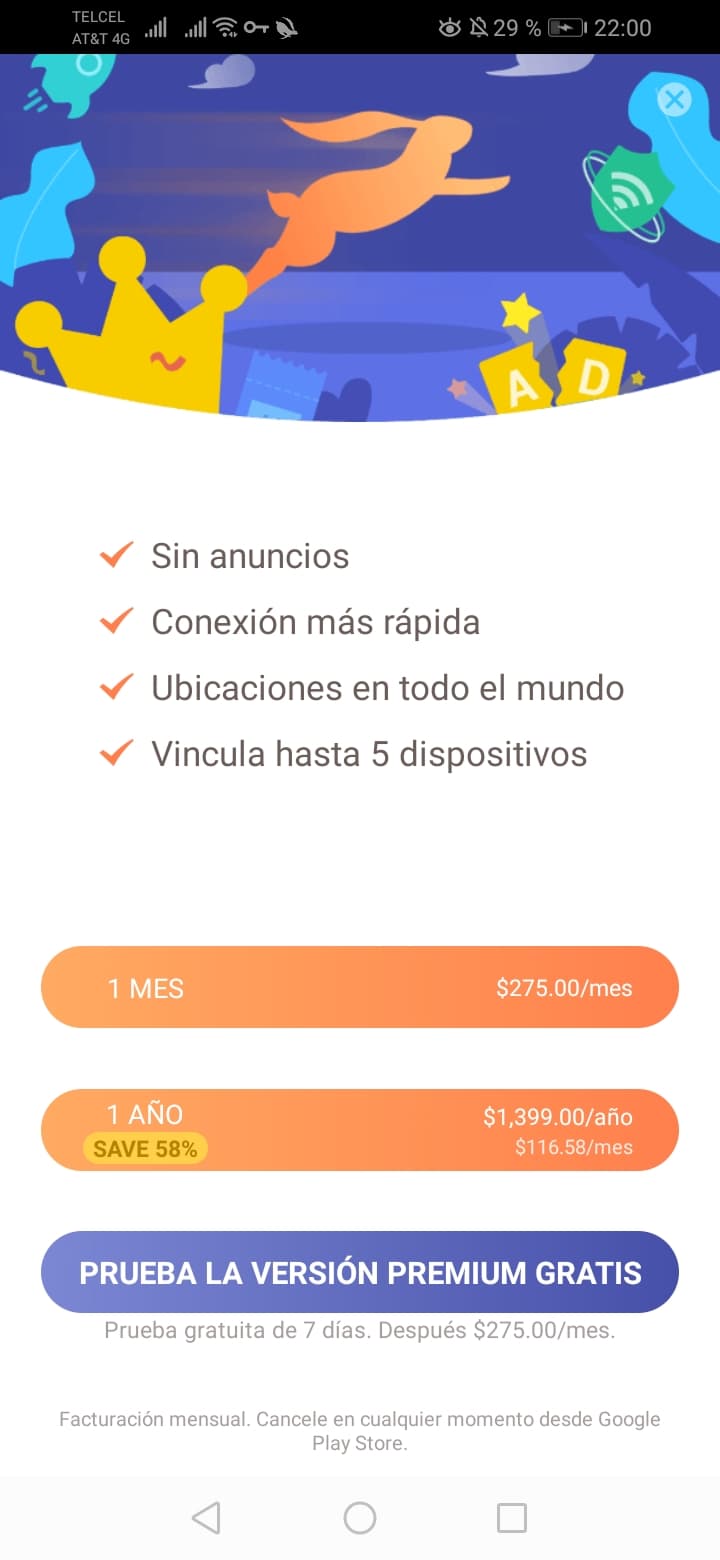 TELCEL
AT&T 4G
29 %
22:00
A D
Sin anuncios
Conexión más rápida
Ubicaciones en todo el mundo
Vincula hasta 5 dispositivos
1 MES
$275.00/mes
1 AÑO
$1,399.00/año
SAVE 58%
$116.58/mes
PRUEBA LA VERSIÓN PREMIUM GRATIS
Prueba gratuita de 7 días. Después $275.00/mes.
Facturación mensual. Cancele en cualquier momento desde Google
Play Store.